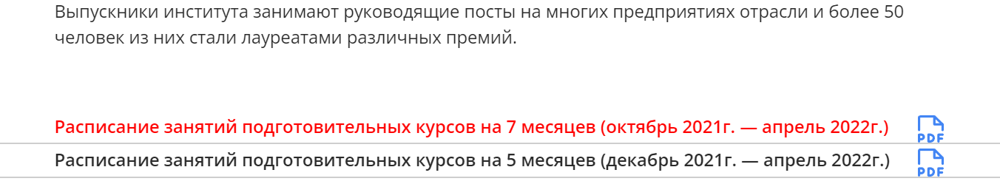 Выпускники института занимают руководящие посты на многих предприятиях отрасли и более 50
человек из них стали лауреатами различных премий.
Расписание занятий подготовительных курсов на 7 месяцев (октябрь 2021г. — апрель 2022г.)
PDF
Расписание занятий подготовительных курсов на 5 месяцев (декабрь 2021г. — апрель 2022г.)
PDF